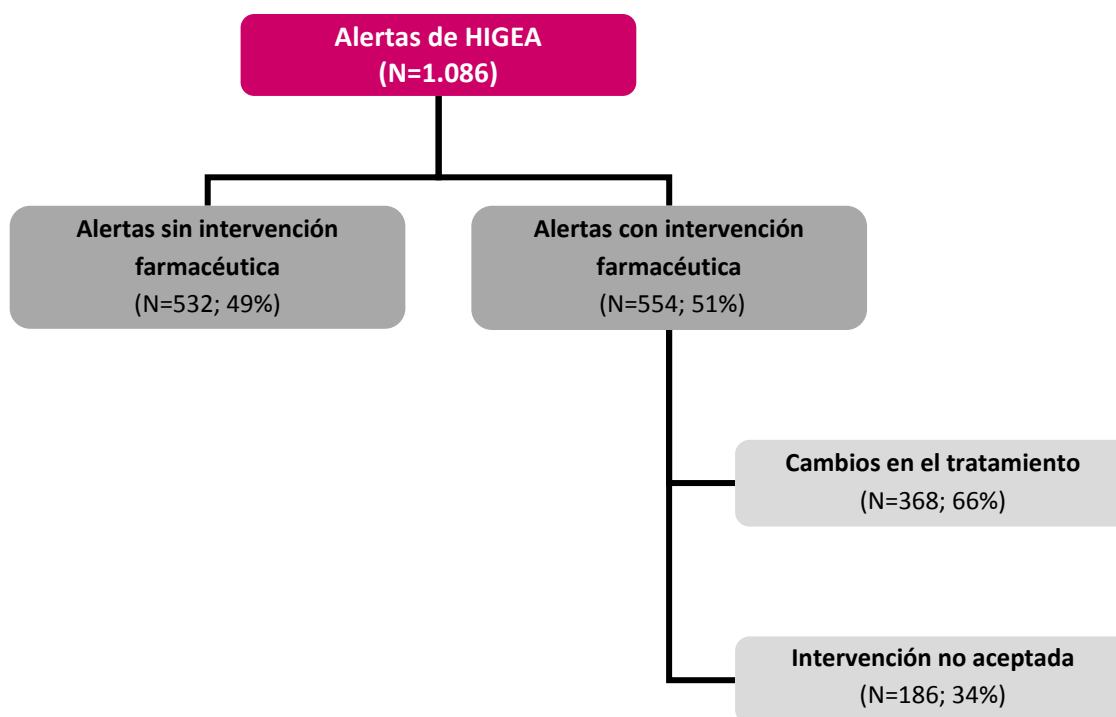 Alertas de HIGEA
(N=1.086)
Alertas sin intervención
farmacéutica
(N=532; 49%)
Alertas con intervención
farmacéutica
(N=554; 51%)
Cambios en el tratamiento
(N=368; 66%)
Intervención no aceptada
(N=186; 34%)